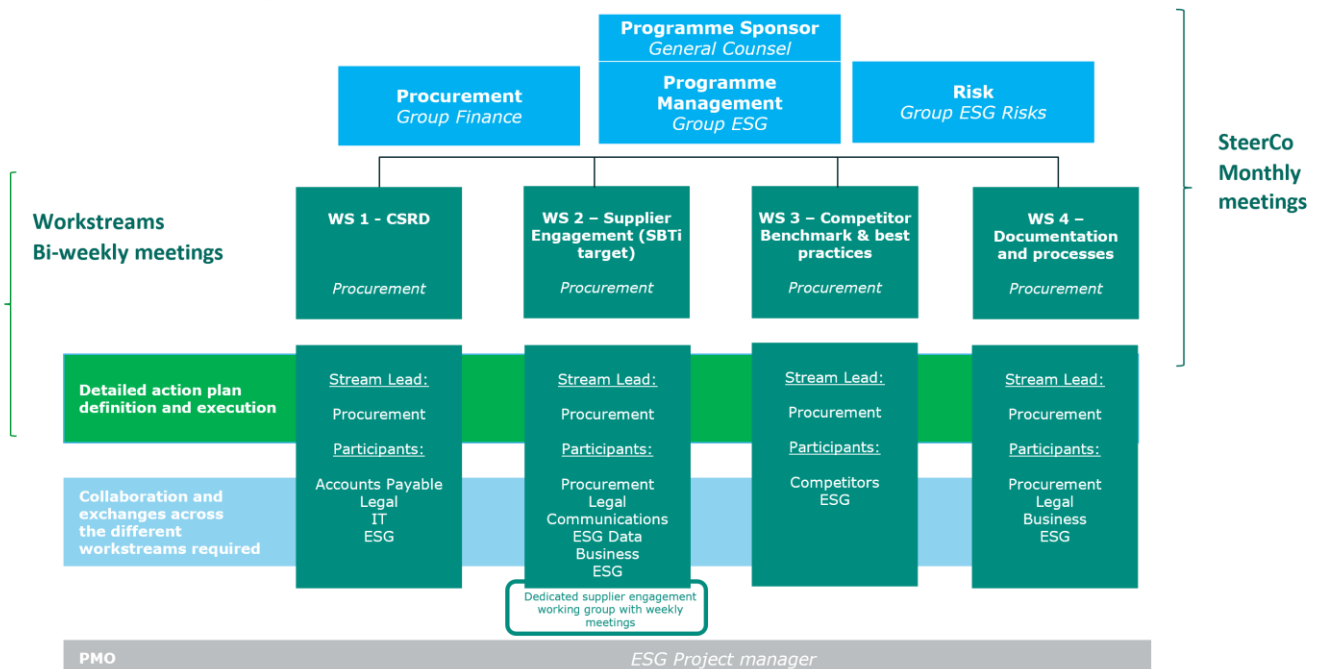 Programme Sponsor
General Counsel
Procurement
Group Finance
Programme
Management
Group ESG
Risk
Group ESG Risks
SteerCo
Monthly
meetings
Workstreams
Bi-weekly meetings
WS 1 - CSRD
Procurement
WS 2 – Supplier
Engagement (SBTi
target)
Procurement
WS 3 – Competitor
Benchmark & best
practices
Procurement
WS 4 –
Documentation
and processes
Procurement
Detailed action plan
definition and execution
Collaboration and
exchanges across
the different
workstreams required
Stream Lead:
Procurement
Participants:
Accounts Payable
Legal
IT
ESG
Stream Lead:
Procurement
Participants:
Procurement
Legal
Communications
ESG Data
Business
ESG
Dedicated supplier engagement
working group with weekly
meetings
Stream Lead:
Procurement
Participants:
Competitors
ESG
Stream Lead:
Procurement
Participants:
Procurement
Legal
Business
ESG
PMO
ESG Project manager